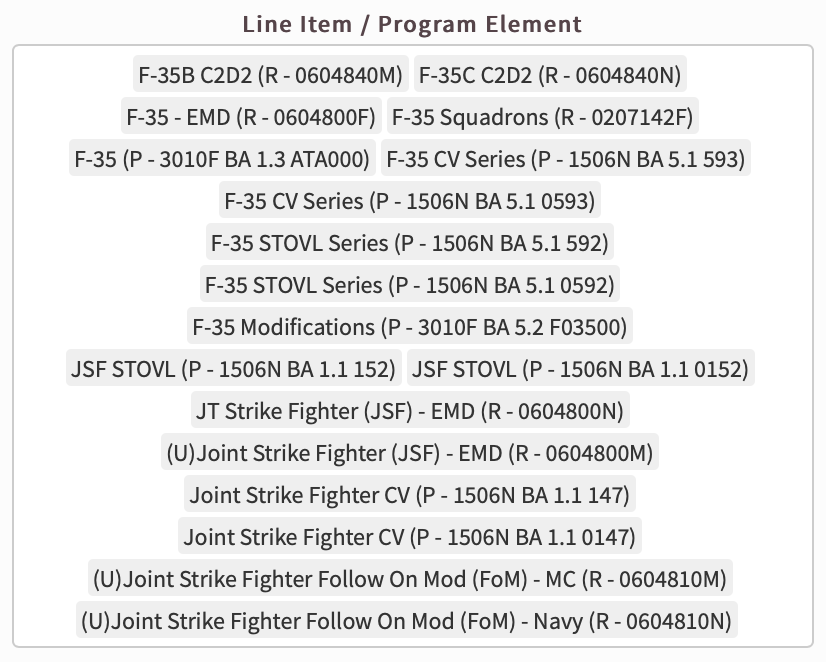 Line Item / Program Element
F-35B C2D2 (R - 0604840M) F-35C C2D2 (R - 0604840N)
F-35 - EMD (R - 0604800F) F-35 Squadrons (R - 0207142F)
F-35 (P - 3010F BA 1.3 ATA000) F-35 CV Series (P - 1506N BA 5.1 593)
F-35 CV Series (P - 1506N BA 5.1 0593)
F-35 STOVL Series (P - 1506N BA 5.1 592)
F-35 STOVL Series (P - 1506N BA 5.1 0592)
F-35 Modifications (P - 3010F BA 5.2 F03500)
JSF STOVL (P - 1506N BA 1.1 152) JSF STOVL (P - 1506N BA 1.1 0152)
JT Strike Fighter (JSF) - EMD (R - 0604800N)
(U)Joint Strike Fighter (JSF) - EMD (R - 0604800M)
Joint Strike Fighter CV (P - 1506N BA 1.1 147)
Joint Strike Fighter CV (P - 1506N BA 1.1 0147)
(U)Joint Strike Fighter Follow On Mod (FoM) - MC (R - 0604810M)
(U)Joint Strike Fighter Follow On Mod (FoM) - Navy (R - 0604810N)